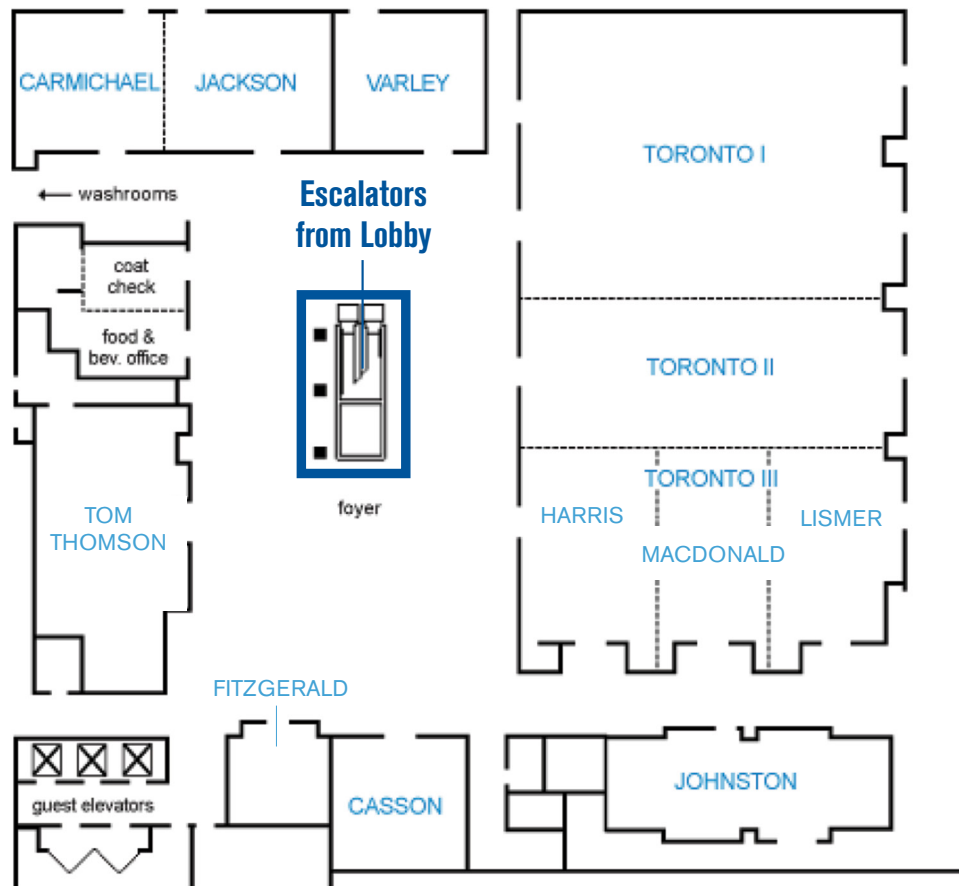 CARMICHAEL
JACKSON
VARLEY
TORONTO I
← washrooms
Escalators
from Lobby
coat
check
food &
bev. office
TORONTO II
foyer
TORONTO III
HARRIS
LISMER
MACDONALD
TOM
THOMSON
FITZGERALD
guest elevators
CASSON
JOHNSTON